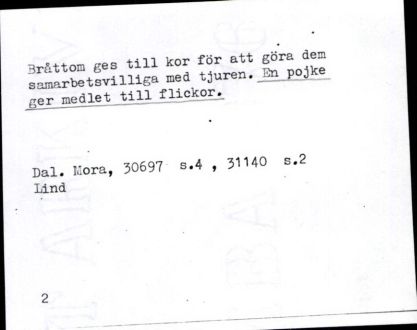 Bråttom ges till kor för att göra dem
samarbetsvilliga med tjuren. En pojke
ger medlet till flickor.
Dal. Mora, 30697 s.4 , 31140 s.2
Lind
2